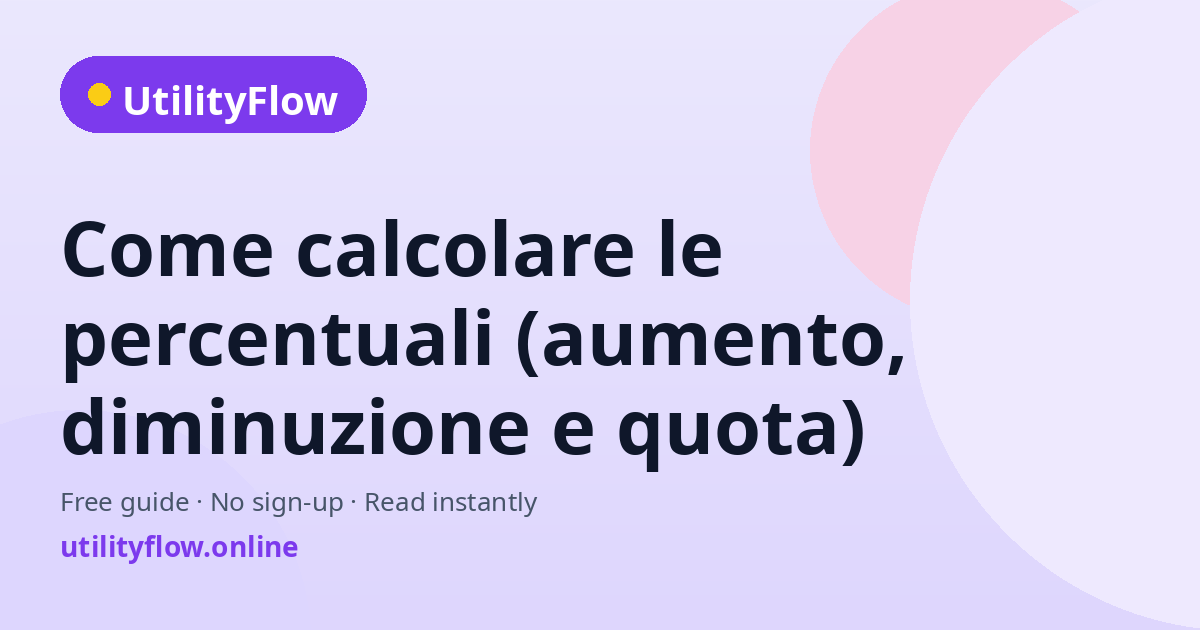 UtilityFlow
Come calcolare le
percentuali (aumento,
diminuzione e quota)
Free guide · No sign-up · Read instantly
utilityflow.online